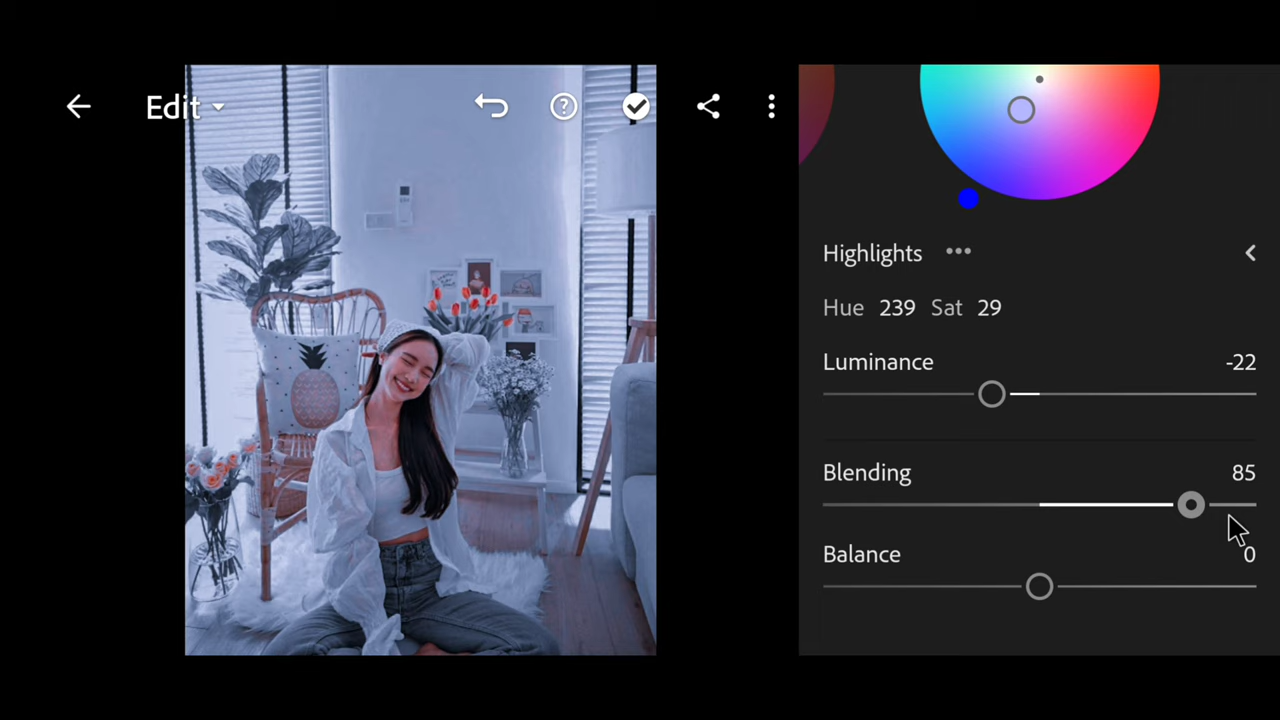 Edit
Highlights
Hue 239 Sat 29
Luminance -22
Blending 85
Balance 0